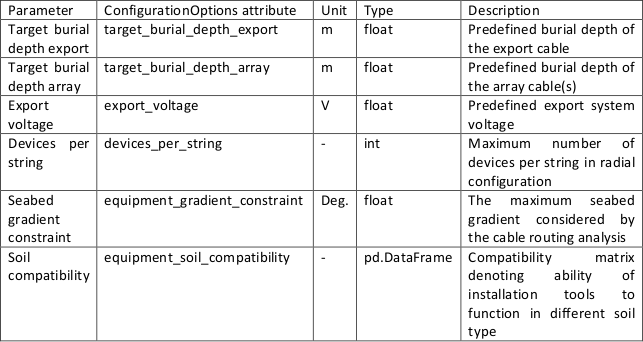 Parameter ConfigurationOptions attribute Unit Type Description
Target burial target_burial_depth_export m float Predefined burial depth of
depth export the export cable
Target burial target_burial_depth_array m float Predefined burial depth of
depth array the array cable(s)
Export export_voltage V float Predefined export system
voltage voltage
Devices per devices_per_string - int Maximum number of
string devices per string in radial
configuration
Seabed equipment_gradient_constraint Deg. float The maximum seabed
gradient gradient considered by
constraint the cable routing analysis
Soil equipment_soil_compatibility - pd.DataFrame Compatibility matrix
compatibility denoting ability of
installation tools to
function in different soil
type